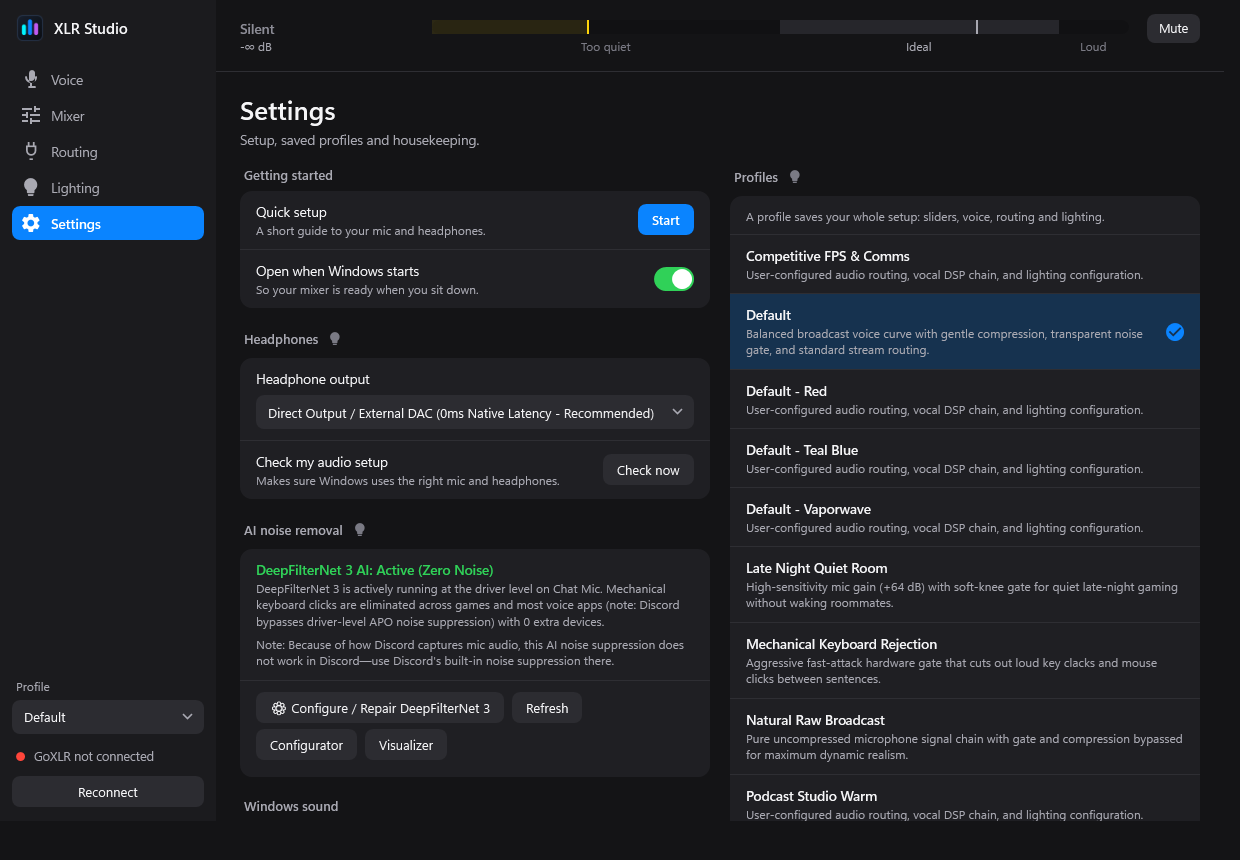 XLR Studio
Voice
Mixer
Routing
Lighting
Settings
Profile
Default
GoXLR not connected
Reconnect
Silent
-∞ dB
Too quiet
Ideal
Loud
Mute
Settings
Setup, saved profiles and housekeeping.
Getting started
Quick setup
A short guide to your mic and headphones.
Start
Open when Windows starts
So your mixer is ready when you sit down.
Headphones
Headphone output
Direct Output / External DAC (0ms Native Latency - Recommended)
Check my audio setup
Makes sure Windows uses the right mic and headphones.
Check now
AI noise removal
DeepFilterNet 3 AI: Active (Zero Noise)
DeepFilterNet 3 is actively running at the driver level on Chat Mic. Mechanical
keyboard clicks are eliminated across games and most voice apps (note: Discord
bypasses driver-level APO noise suppression) with 0 extra devices.
Note: Because of how Discord captures mic audio, this AI noise suppression does
not work in Discord—use Discord's built-in noise suppression there.
Configure / Repair DeepFilterNet 3
Refresh
Configurator
Visualizer
Windows sound
Profiles
A profile saves your whole setup: sliders, voice, routing and lighting.
Competitive FPS & Comms
User-configured audio routing, vocal DSP chain, and lighting configuration.
Default
Balanced broadcast voice curve with gentle compression, transparent noise
gate, and standard stream routing.
Default - Red
User-configured audio routing, vocal DSP chain, and lighting configuration.
Default - Teal Blue
User-configured audio routing, vocal DSP chain, and lighting configuration.
Default - Vaporwave
User-configured audio routing, vocal DSP chain, and lighting configuration.
Late Night Quiet Room
High-sensitivity mic gain (+64 dB) with soft-knee gate for quiet late-night gaming
without waking roommates.
Mechanical Keyboard Rejection
Aggressive fast-attack hardware gate that cuts out loud key clacks and mouse
clicks between sentences.
Natural Raw Broadcast
Pure uncompressed microphone signal chain with gate and compression bypassed
for maximum dynamic realism.
Podcast Studio Warm
User-configured audio routing, vocal DSP chain, and lighting configuration.